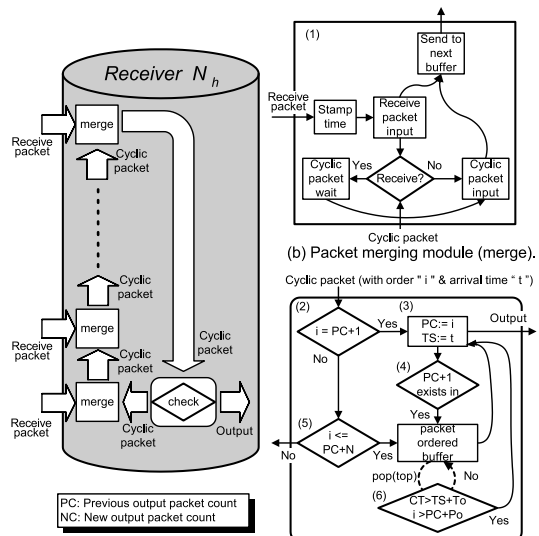 Receiver N h
merge
Receive
packet
Cyclic
packet
Cyclic
packet
merge
Receive
packet
Cyclic
packet
Cyclic
packet
merge
check
Receive
packet
Cyclic
packet
Output
PC: Previous output packet count
NC: New output packet count
(1)
Send to
next
buffer
Receive
packet
Stamp
time
Receive
packet
input
Cyclic
packet
wait
Yes
Receive?
No
Cyclic
packet
input
Cyclic packet
(b) Packet merging module (merge).
Cyclic packet (with order " i " & arrival time " t ")
(2)
(3)
i = PC+1
Yes
PC:= i
TS:= t
Output
No
(4)
PC+1
exists in
(5)
Yes
i <=
PC+N
No
Yes
packet
ordered
buffer
pop(top)
No
(6)
CT>TS+To
i >PC+Po
Yes